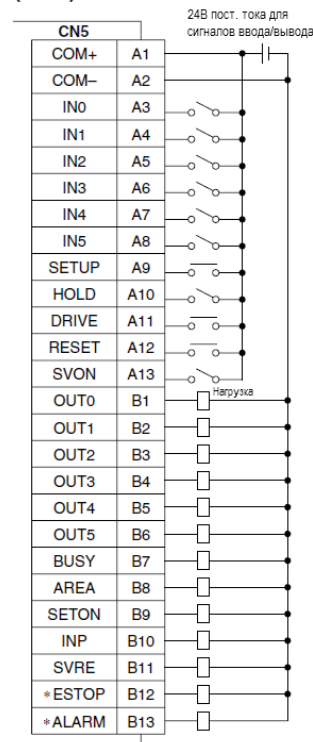 24В пост. тока для
сигналов ввода/вывода
CN5
COM+ A1
COM– A2
IN0 A3
IN1 A4
IN2 A5
IN3 A6
IN4 A7
IN5 A8
SETUP A9
HOLD A10
DRIVE A11
RESET A12
SVON A13
Нагрузка
OUT0 B1
OUT1 B2
OUT2 B3
OUT3 B4
OUT4 B5
OUT5 B6
BUSY B7
AREA B8
SETON B9
INP B10
SVRE B11
*ESTOP B12
*ALARM B13